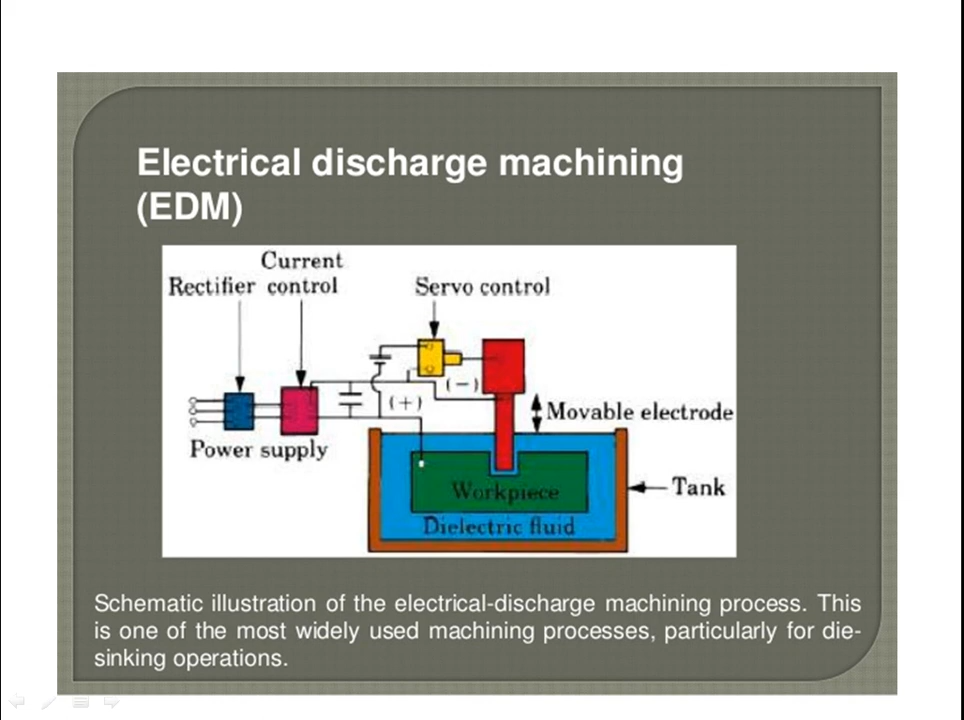 Electrical discharge machining
(EDM)
Current
Rectifier control
Servo control
(−)
(+)
Movable electrode
Power supply
Workpiece
Tank
Dielectric fluid
Schematic illustration of the electrical-discharge machining process. This
is one of the most widely used machining processes, particularly for die-
sinking operations.